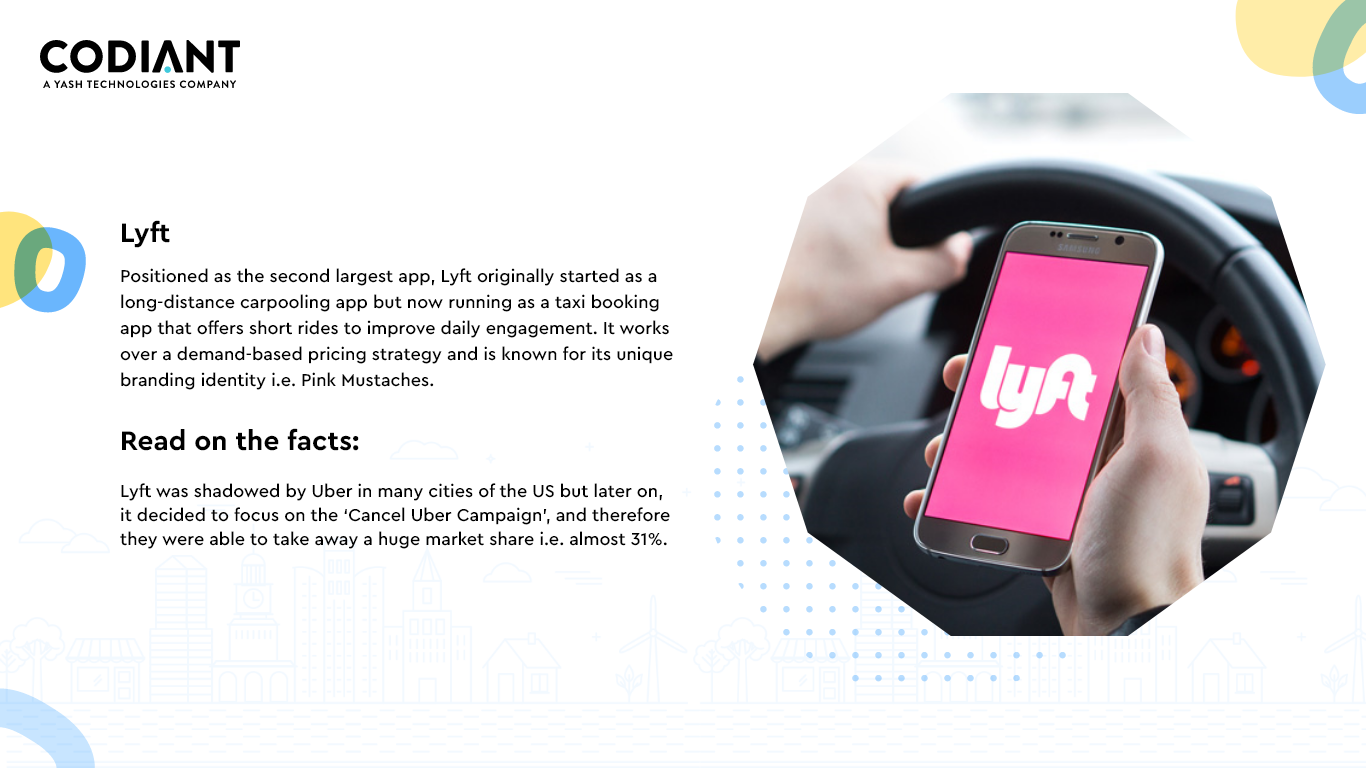 CODIANT
A YASH TECHNOLOGIES COMPANY
Lyft
Positioned as the second largest app, Lyft originally started as a
long-distance carpooling app but now running as a taxi booking
app that offers short rides to improve daily engagement. It works
over a demand-based pricing strategy and is known for its unique
branding identity i.e. Pink Mustaches.
Read on the facts:
Lyft was shadowed by Uber in many cities of the US but later on,
it decided to focus on the ‘Cancel Uber Campaign’, and therefore
they were able to take away a huge market share i.e. almost 31%.
SAMSUNG
lyft